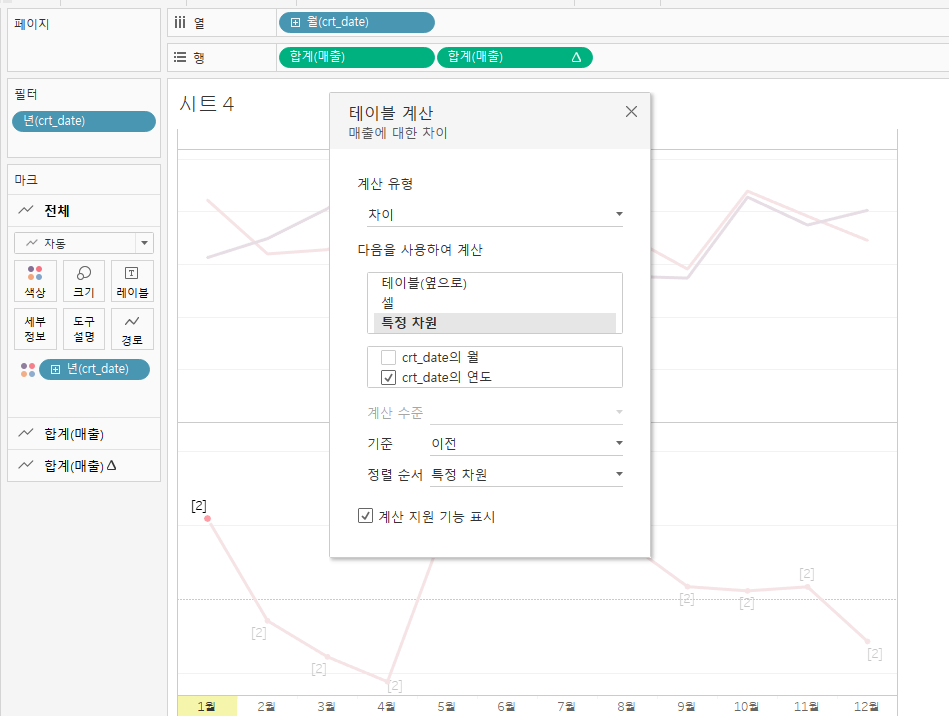 페이지
열
월(crt_date)
행
합계(매출)
합계(매출) Δ
필터
년(crt_date)
마크
전체
자동
색상
크기
레이블
세부
정보
도구
설명
경로
년(crt_date)
합계(매출)
합계(매출) Δ
시트 4
테이블 계산
매출에 대한 차이
계산 유형
차이
다음을 사용하여 계산
테이블(옆으로)
셀
특정 차원
crt_date의 월
crt_date의 연도
계산 수준
기준 이전
정렬 순서 특정 차원
계산 지원 기능 표시
[2]
[2]
[2]
[2]
[2]
[2]
[2]
[2]
1월 2월 3월 4월 5월 6월 7월 8월 9월 10월 11월 12월